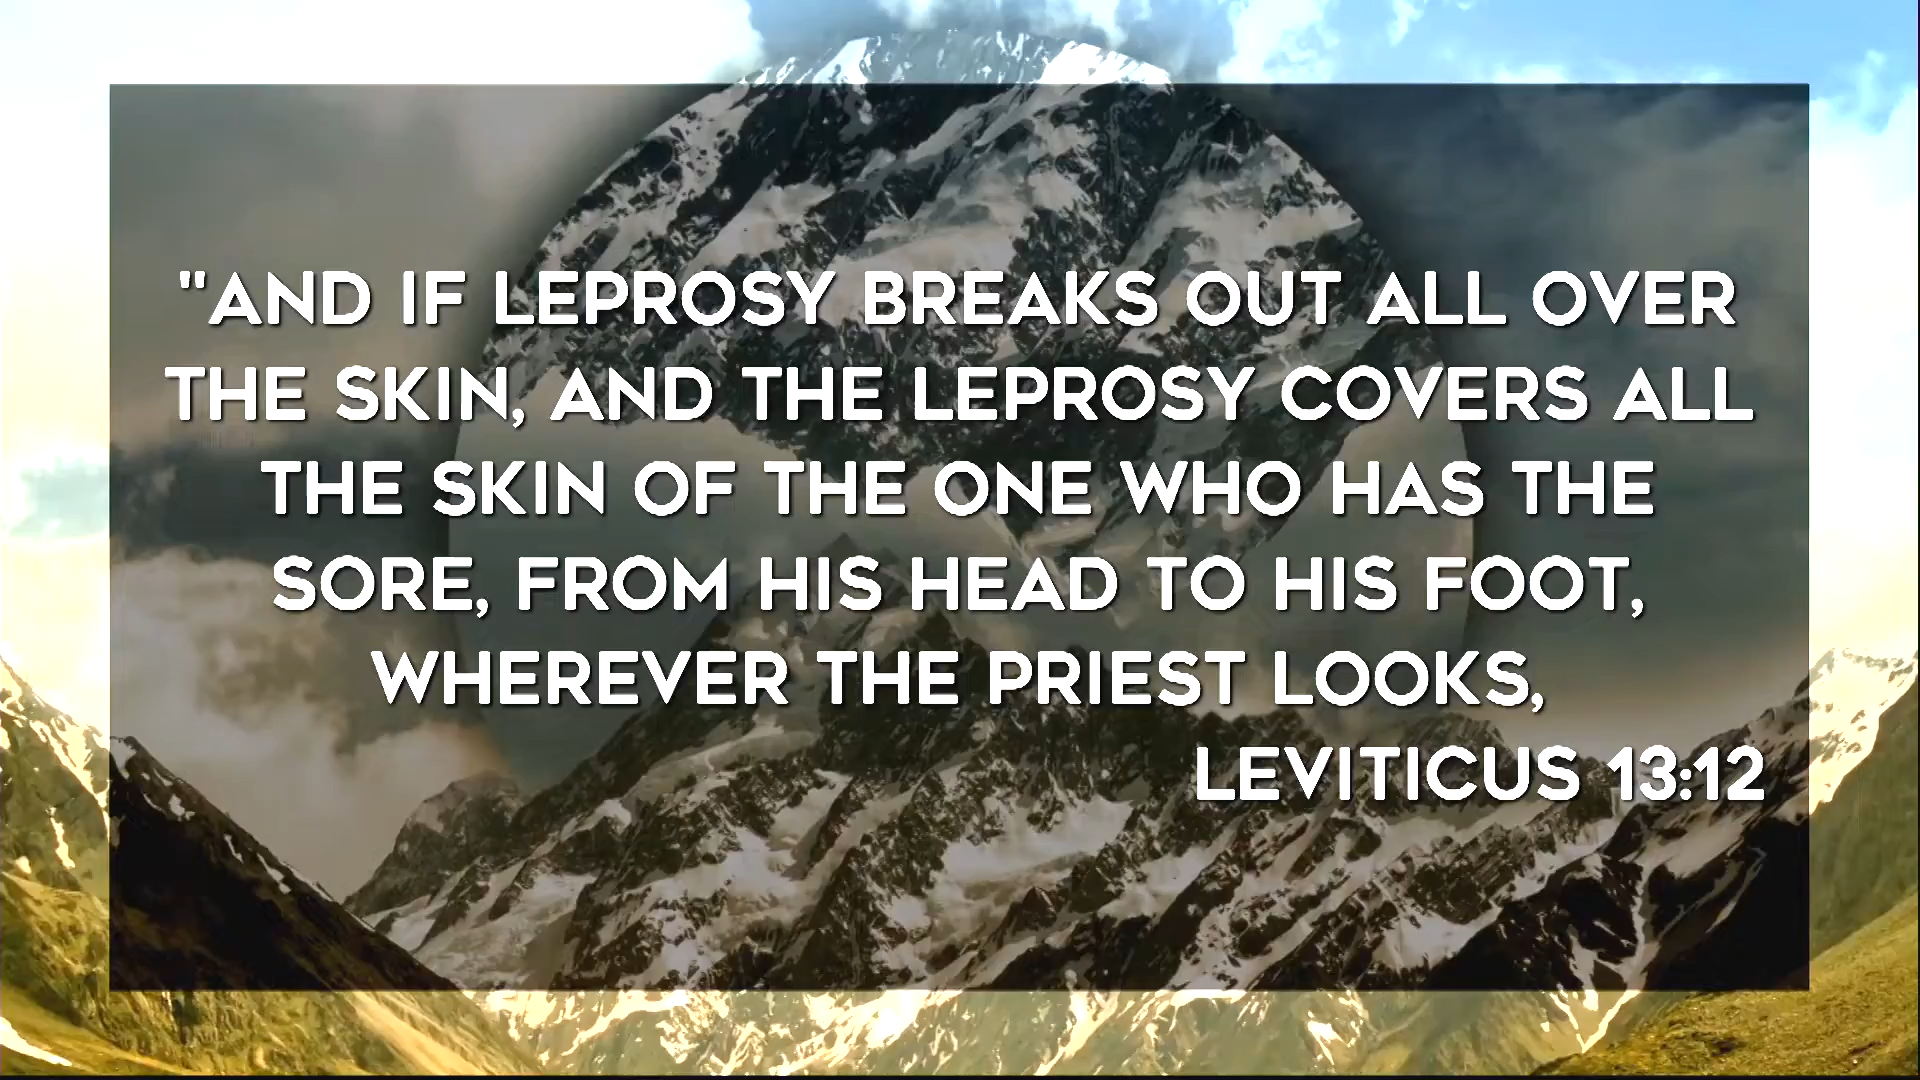 "AND IF LEPROSY BREAKS OUT ALL OVER
THE SKIN, AND THE LEPROSY COVERS ALL
THE SKIN OF THE ONE WHO HAS THE
SORE, FROM HIS HEAD TO HIS FOOT,
WHEREVER THE PRIEST LOOKS,
LEVITICUS 13:12